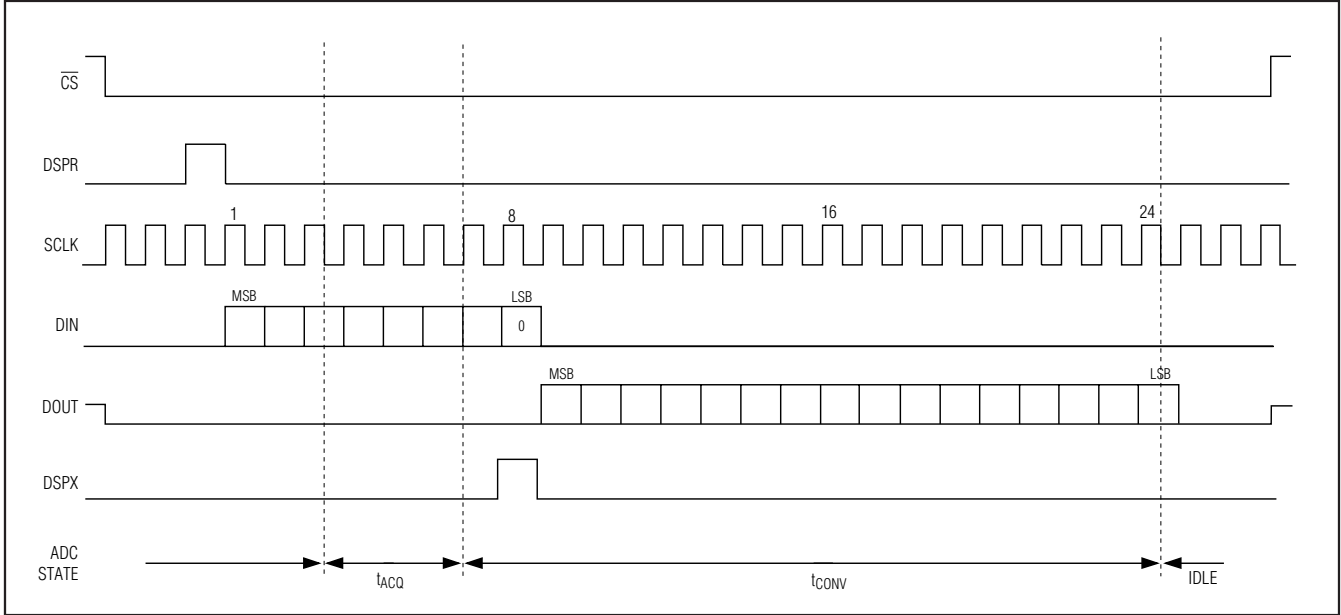 CS
DSPR
1 8 16 24
SCLK
MSB LSB
DIN 0
MSB LSB
DOUT
DSPX
ADC
STATE
tACQ tCONV IDLE